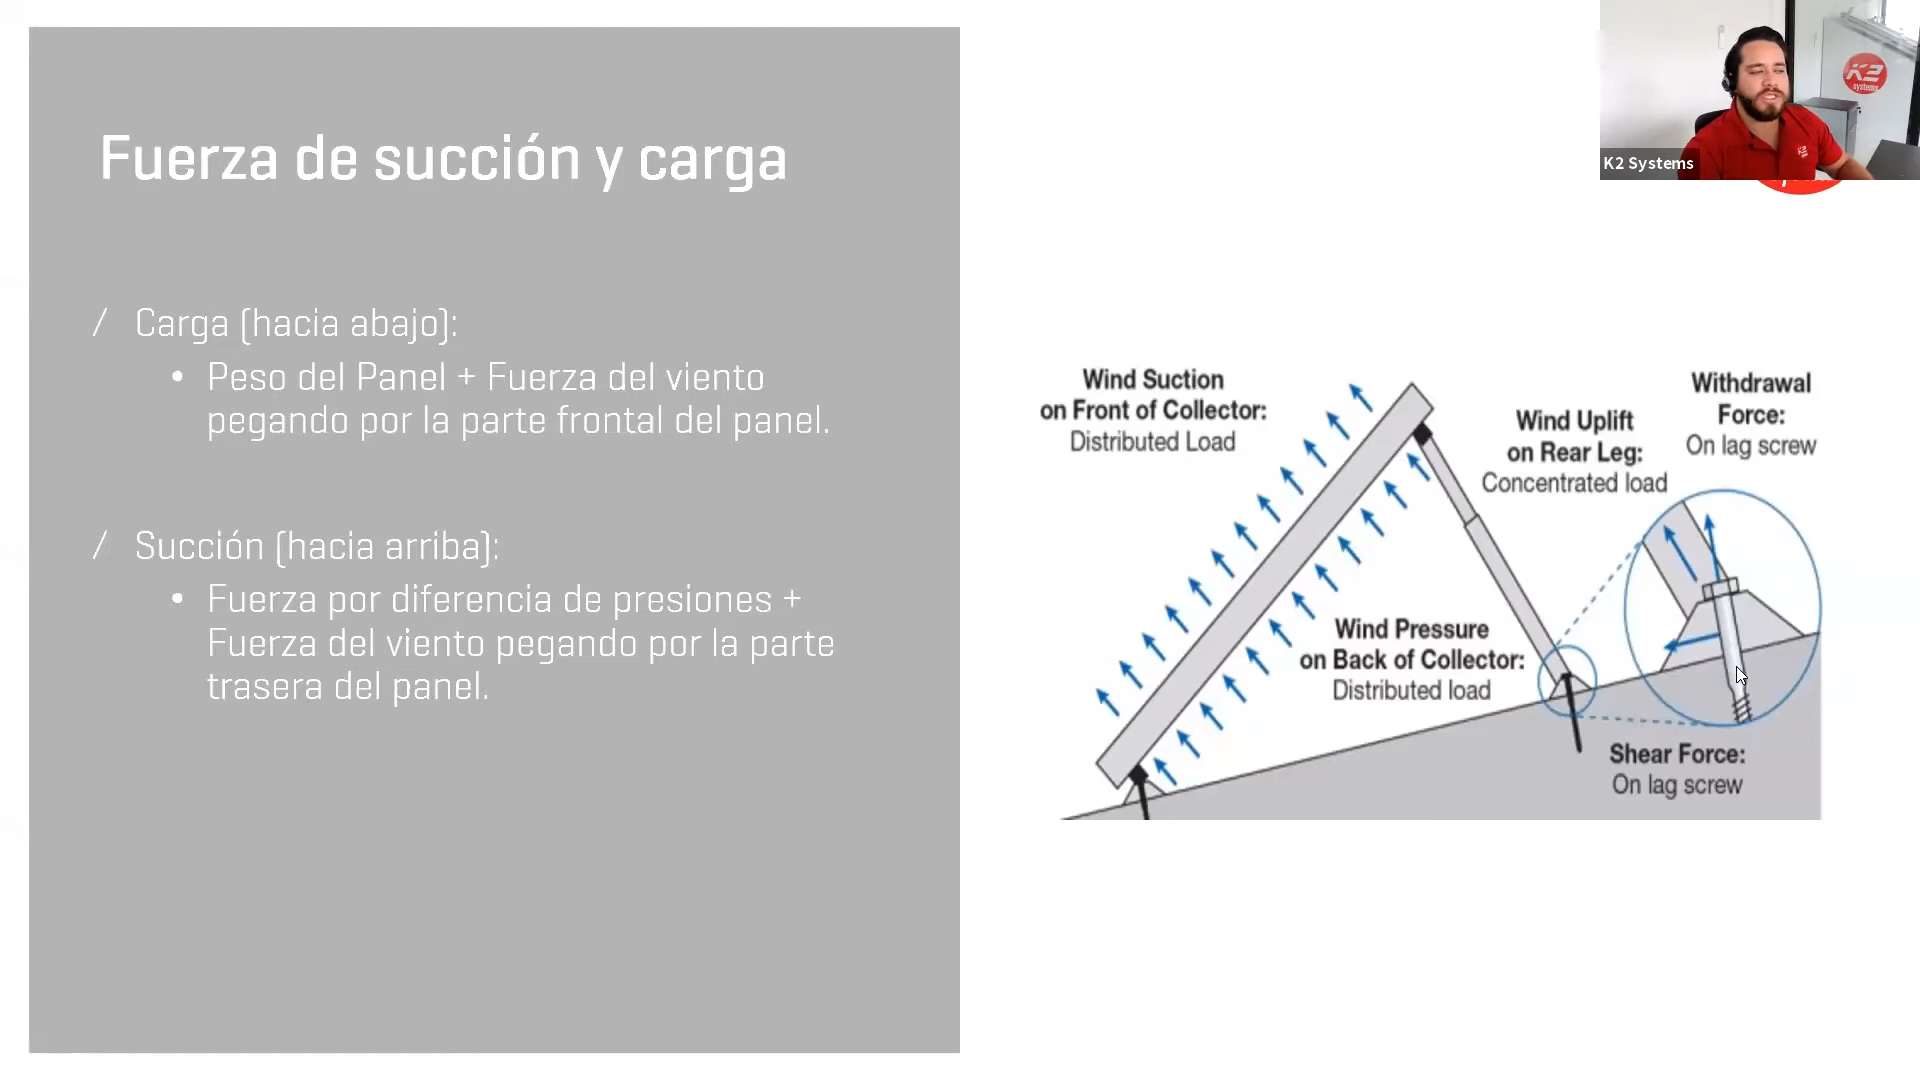 Fuerza de succión y carga
/ Carga (hacia abajo):
• Peso del Panel + Fuerza del viento
pegando por la parte frontal del panel.
/ Succión (hacia arriba):
• Fuerza por diferencia de presiones +
Fuerza del viento pegando por la parte
trasera del panel.
K2
systems
K2 Systems
Wind Suction
on Front of Collector:
Distributed Load
Wind Uplift
on Rear Leg:
Concentrated load
Withdrawal
Force:
On lag screw
Wind Pressure
on Back of Collector:
Distributed load
Shear Force:
On lag screw